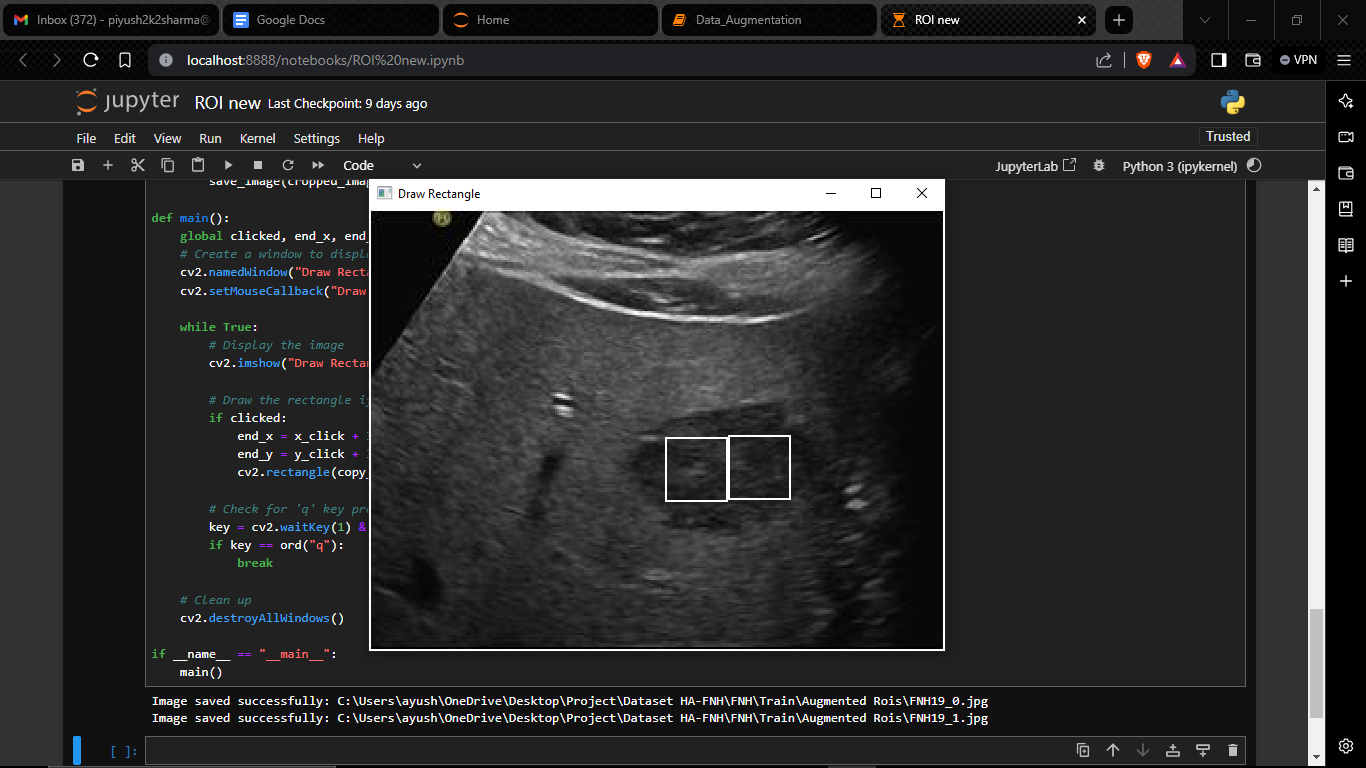 Inbox (372) - piyush2k2sharma@
Google Docs
Home
Data_Augmentation
ROI new
localhost:8888/notebooks/ROI%20new.ipynb
VPN
jupyter ROI new Last Checkpoint: 9 days ago
File Edit View Run Kernel Settings Help
Trusted
Code
JupyterLab
Python 3 (ipykernel)
Draw Rectangle
save_image(cropped_imag
def main():
global clicked, end_x, end_
# Create a window to displ
cv2.namedWindow("Draw Recta
cv2.setMouseCallback("Draw
while True:
# Display the image
cv2.imshow("Draw Rectan
# Draw the rectangle i
if clicked:
end_x = x_click +
end_y = y_click +
cv2.rectangle(copy_
# Check for 'q' key pr
key = cv2.waitKey(1) &
if key == ord("q"):
break
# Clean up
cv2.destroyAllWindows()
if __name__ == "__main__":
main()
Image saved successfully: C:\Users\ayush\OneDrive\Desktop\Project\Dataset HA-FNH\FNH\Train\Augmented Rois\FNH19_0.jpg
Image saved successfully: C:\Users\ayush\OneDrive\Desktop\Project\Dataset HA-FNH\FNH\Train\Augmented Rois\FNH19_1.jpg
[ ]: